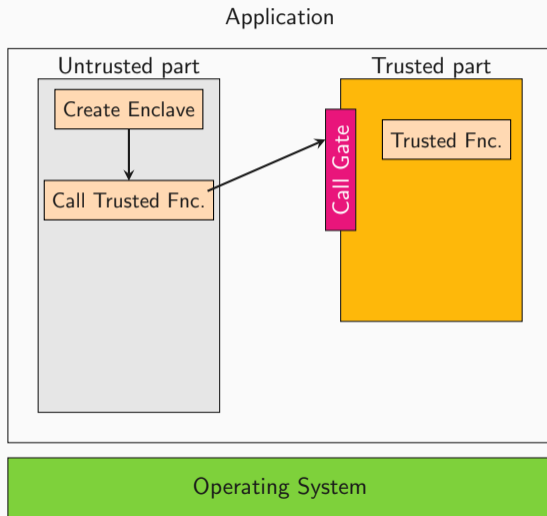 Application
Untrusted part
Trusted part
Create Enclave
Trusted Fnc.
Call Gate
Call Trusted Fnc.
Operating System